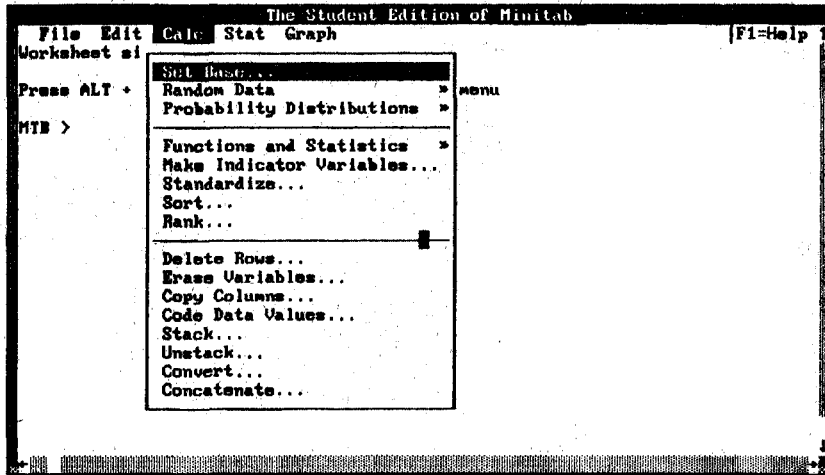 The Student Edition of Minitab
File Edit Calc Stat Graph F1=Help
Worksheet si
Set Base...
Press ALT + Random Data » menu
Probability Distributions »
MTB >
Functions and Statistics »
Make Indicator Variables...
Standardize...
Sort...
Rank...
Delete Rows...
Erase Variables...
Copy Columns...
Code Data Values...
Stack...
Unstack...
Convert...
Concatenate...